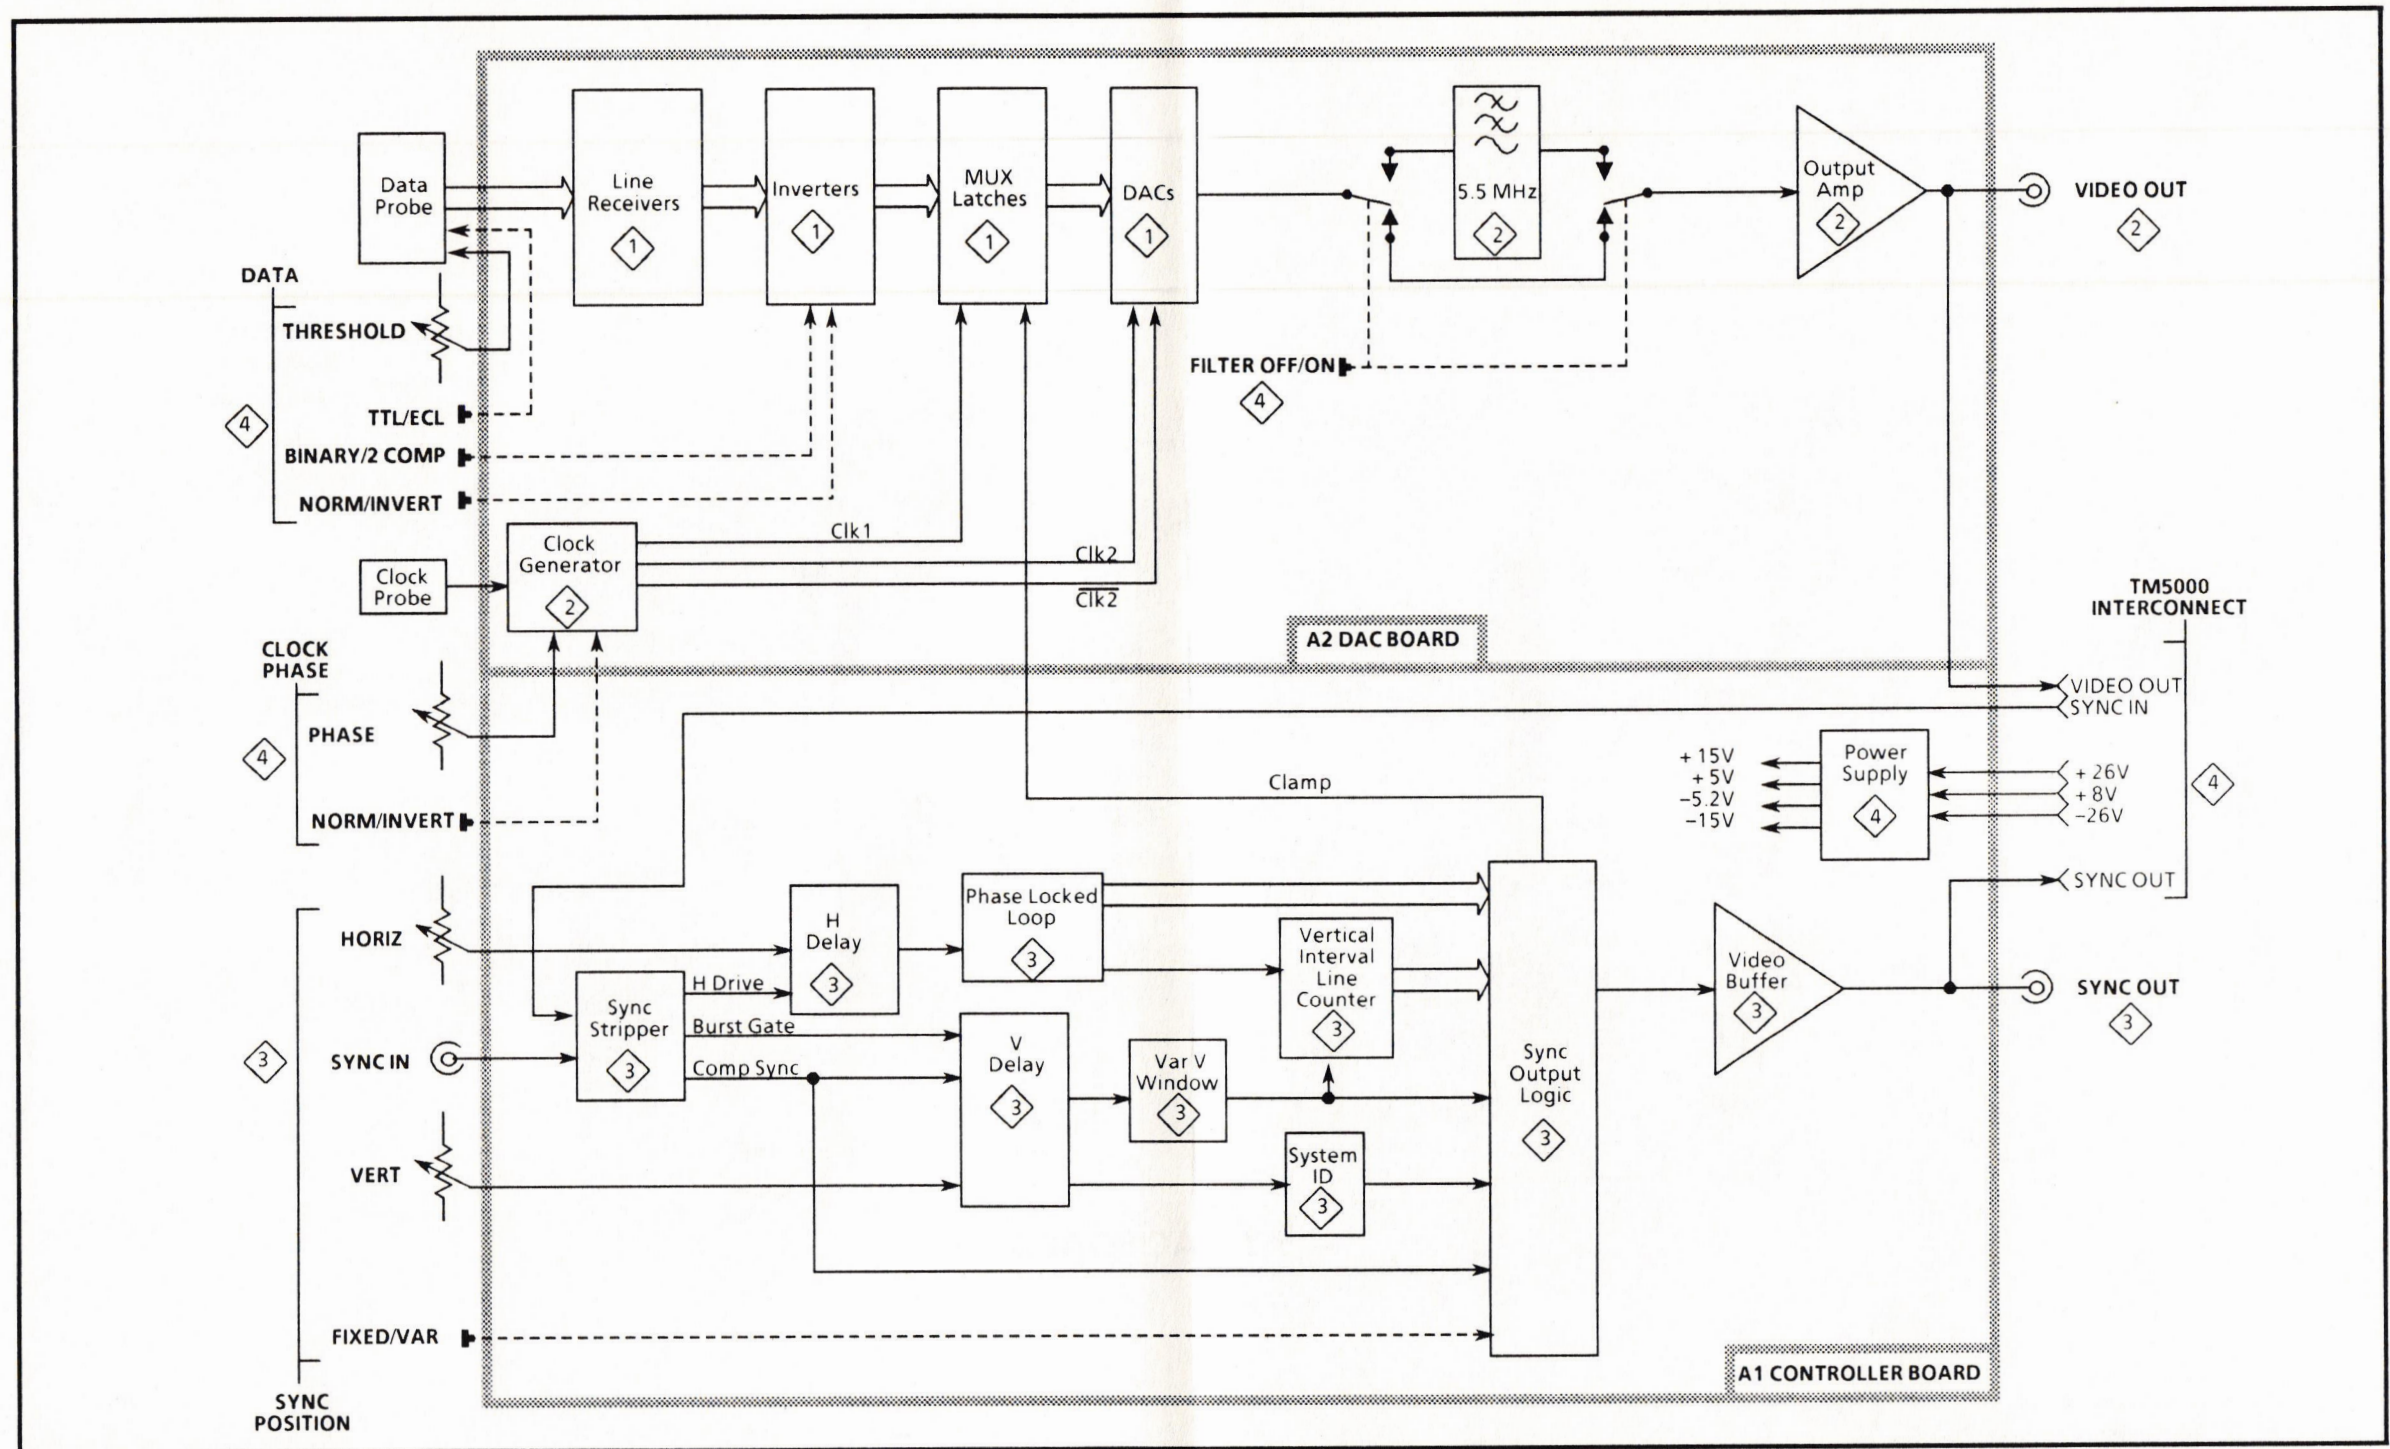 Data
Probe
Line
Receivers
1
Inverters
1
MUX
Latches
1
DACs
1
5.5 MHz
2
Output
Amp
2
VIDEO OUT
2
DATA
THRESHOLD
4
TTL/ECL
BINARY/2 COMP
NORM/INVERT
FILTER OFF/ON
4
Clock
Probe
Clock
Generator
2
Clk1
Clk2
Clk2
A2 DAC BOARD
TM5000
INTERCONNECT
CLOCK
PHASE
PHASE
4
NORM/INVERT
VIDEO OUT
SYNC IN
Clamp
+ 15V
+ 5V
–5.2V
–15V
Power
Supply
4
+ 26V
+ 8V
–26V
4
SYNC OUT
HORIZ
H
Delay
3
Phase Locked
Loop
3
Vertical
Interval
Line
Counter
3
Sync
Stripper
3
H Drive
Burst Gate
Comp Sync
3
SYNC IN
V
Delay
3
Var V
Window
3
System
ID
3
Sync
Output
Logic
3
Video
Buffer
3
SYNC OUT
3
VERT
FIXED/VAR
A1 CONTROLLER BOARD
SYNC
POSITION